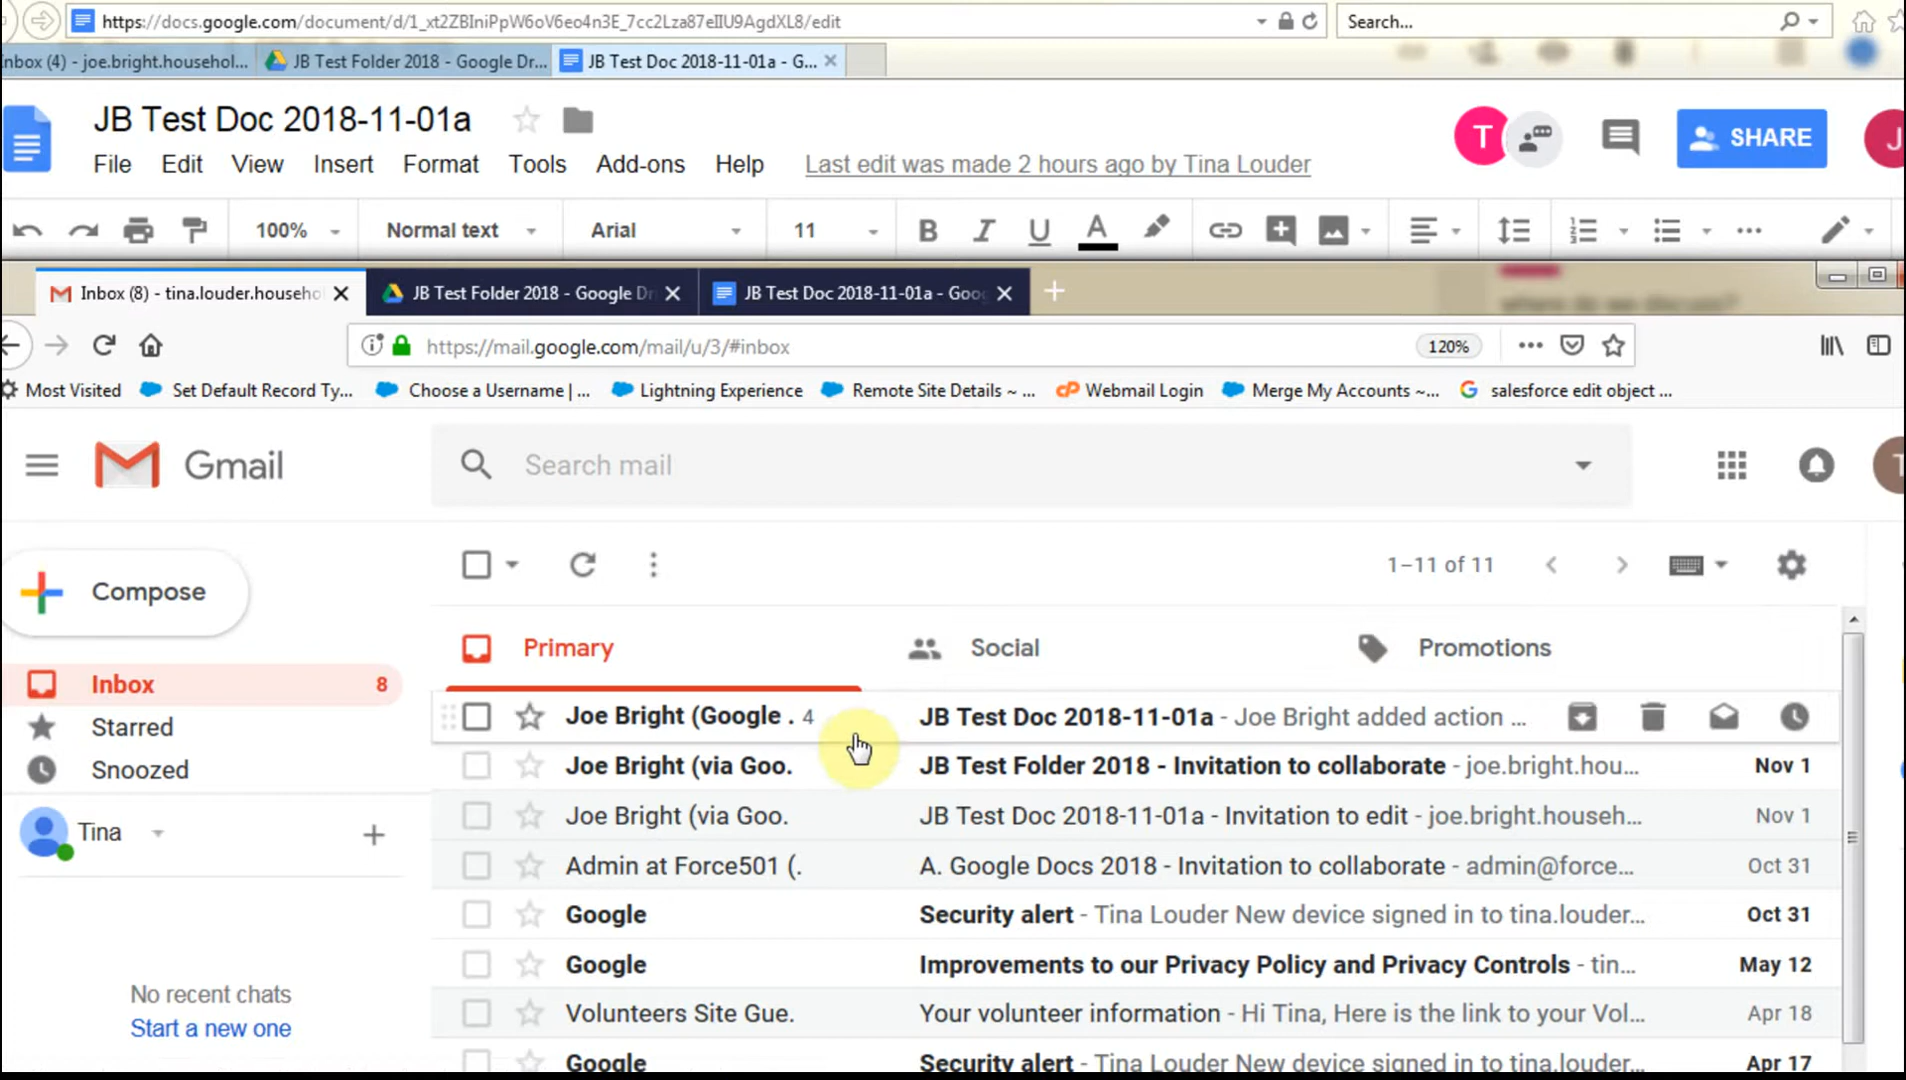 https://docs.google.com/document/d/1_xt2ZBIniPpW6oV6eo4n3E_7cc2Lza87eIIU9AgdXL8/edit
Search...
Inbox (4) - joe.bright.househol...
JB Test Folder 2018 - Google Dr...
JB Test Doc 2018-11-01a - G...
JB Test Doc 2018-11-01a
T
SHARE
J
File Edit View Insert Format Tools Add-ons Help Last edit was made 2 hours ago by Tina Louder
100% Normal text Arial 11 B I U A
Inbox (8) - tina.louder.househo
JB Test Folder 2018 - Google Dr
JB Test Doc 2018-11-01a - Goo
where do we discuss?
https://mail.google.com/mail/u/3/#inbox
120%
Most Visited Set Default Record Ty... Choose a Username | ... Lightning Experience Remote Site Details ~ ... Webmail Login Merge My Accounts ~... salesforce edit object ...
Gmail
Search mail
T
Compose
1–11 of 11
Primary
Social
Promotions
Inbox 8
Starred
Snoozed
Tina
No recent chats
Start a new one
Joe Bright (Google . 4 JB Test Doc 2018-11-01a - Joe Bright added action ...
Joe Bright (via Goo. JB Test Folder 2018 - Invitation to collaborate - joe.bright.hou... Nov 1
Joe Bright (via Goo. JB Test Doc 2018-11-01a - Invitation to edit - joe.bright.househ... Nov 1
Admin at Force501 (. A. Google Docs 2018 - Invitation to collaborate - admin@force... Oct 31
Google Security alert - Tina Louder New device signed in to tina.louder... Oct 31
Google Improvements to our Privacy Policy and Privacy Controls - tin... May 12
Volunteers Site Gue. Your volunteer information - Hi Tina, Here is the link to your Vol... Apr 18
Google Security alert - Tina Louder New device signed in to tina.louder... Apr 17